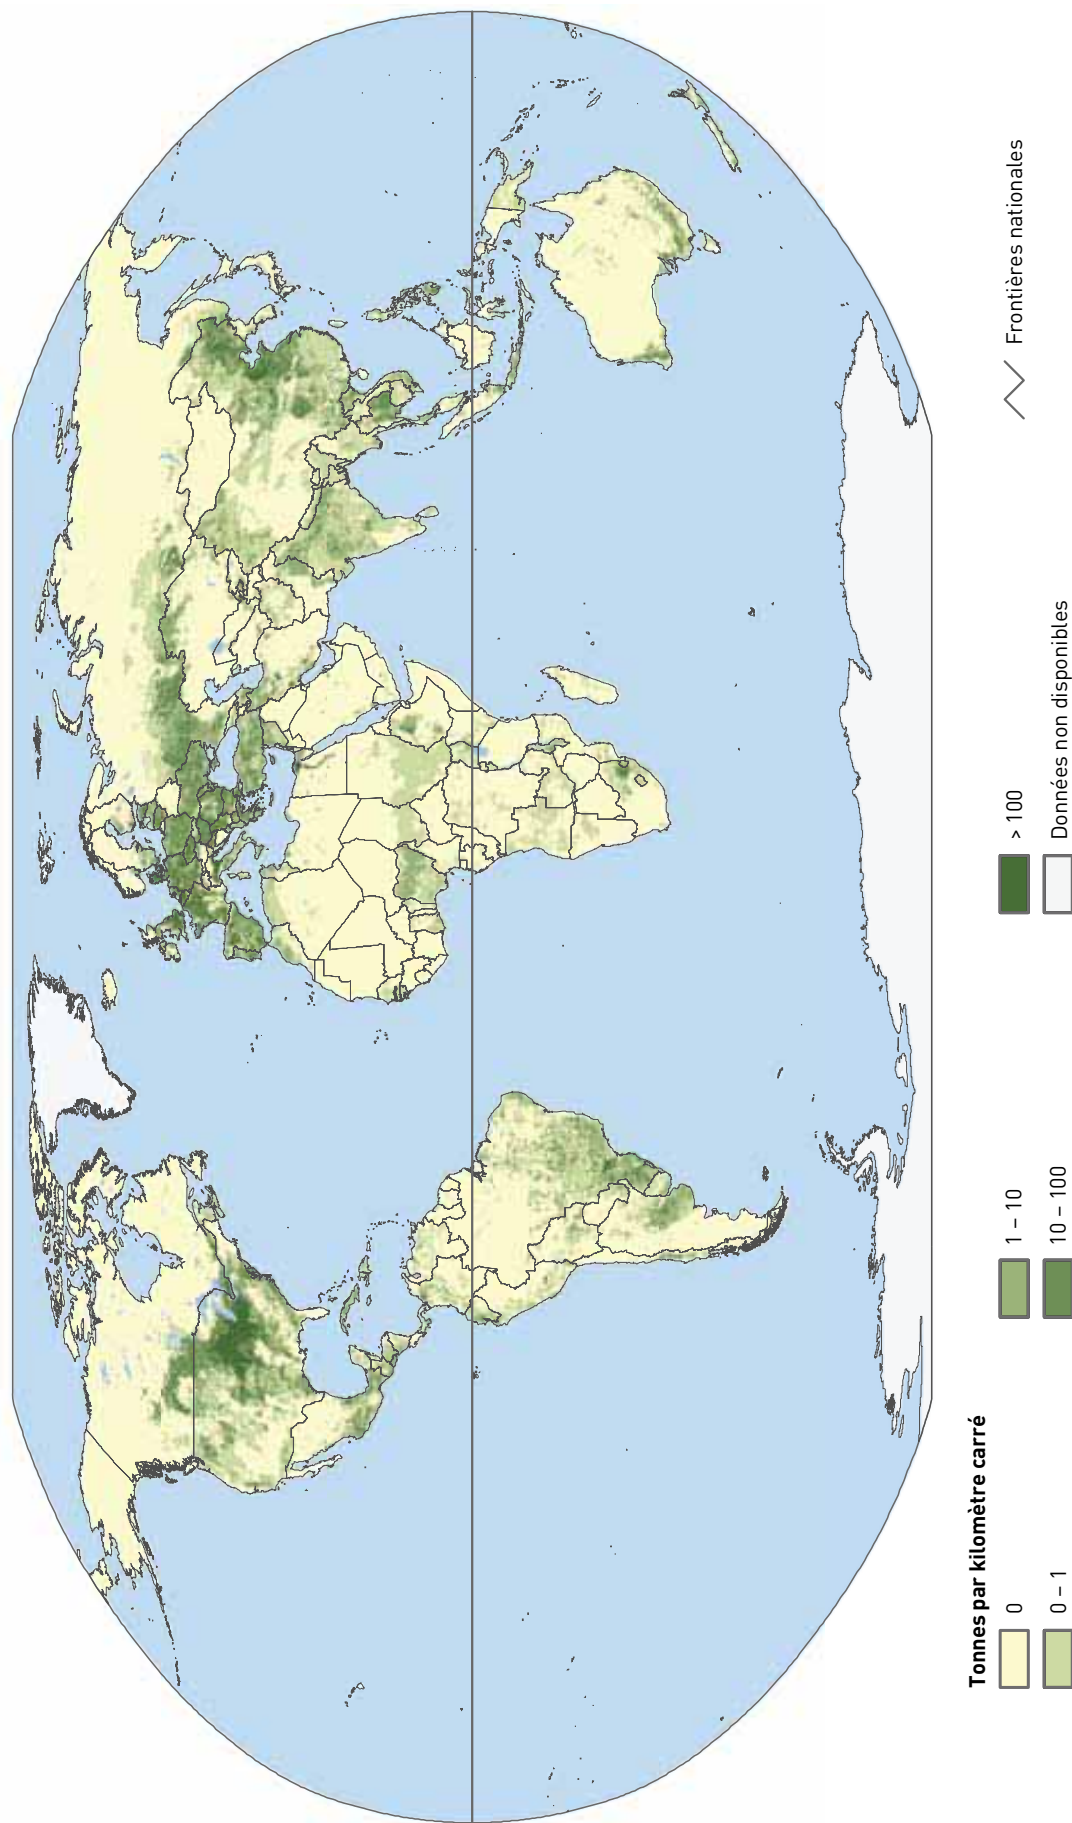 Tonnes par kilomètre carré
0
0 – 1
1 – 10
10 – 100
> 100
Données non disponibles
Frontières nationales